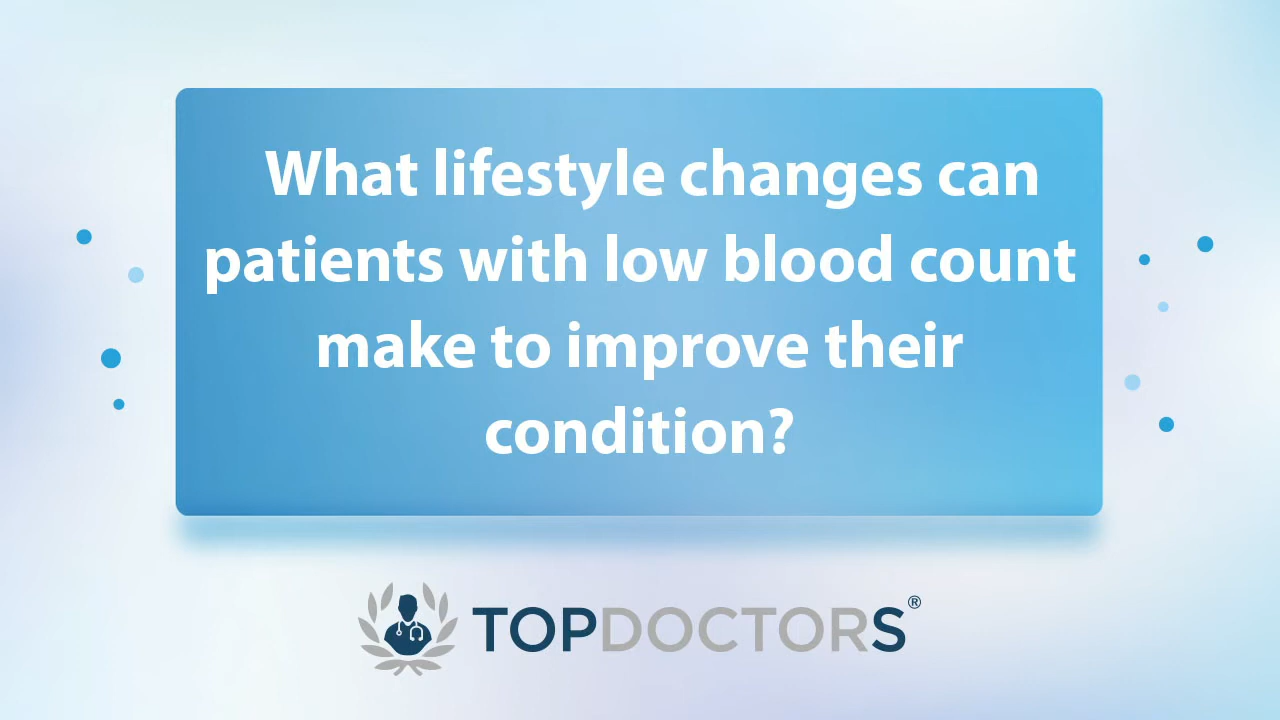 What lifestyle changes can
patients with low blood count
make to improve their
condition?
TOPDOCTORS®